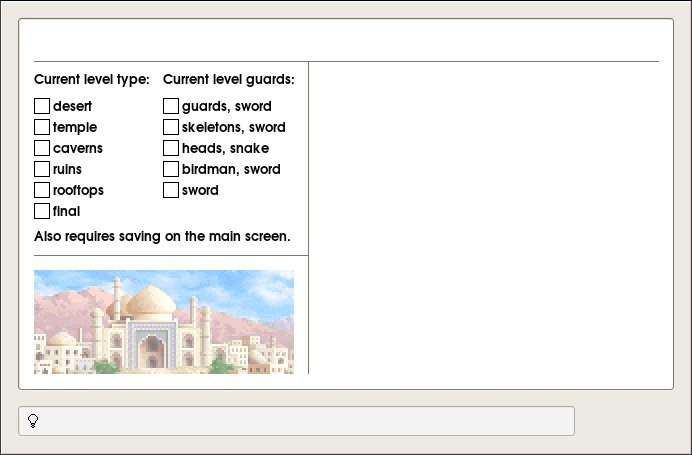 Current level type:
desert
temple
caverns
ruins
rooftops
final
Current level guards:
guards, sword
skeletons, sword
heads, snake
birdman, sword
sword
Also requires saving on the main screen.